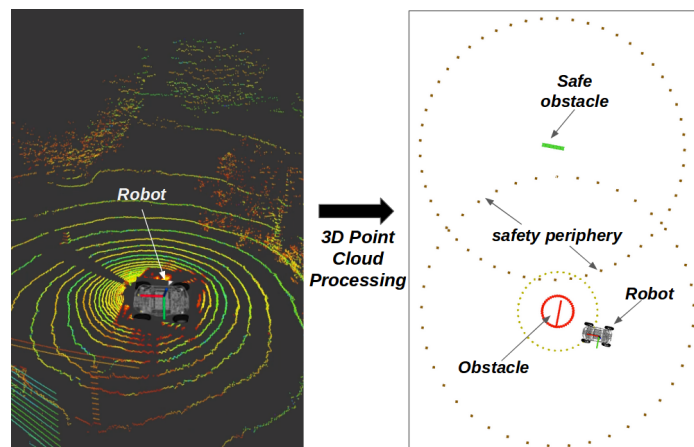 Robot
3D Point
Cloud
Processing
Safe
obstacle
safety periphery
Robot
Obstacle